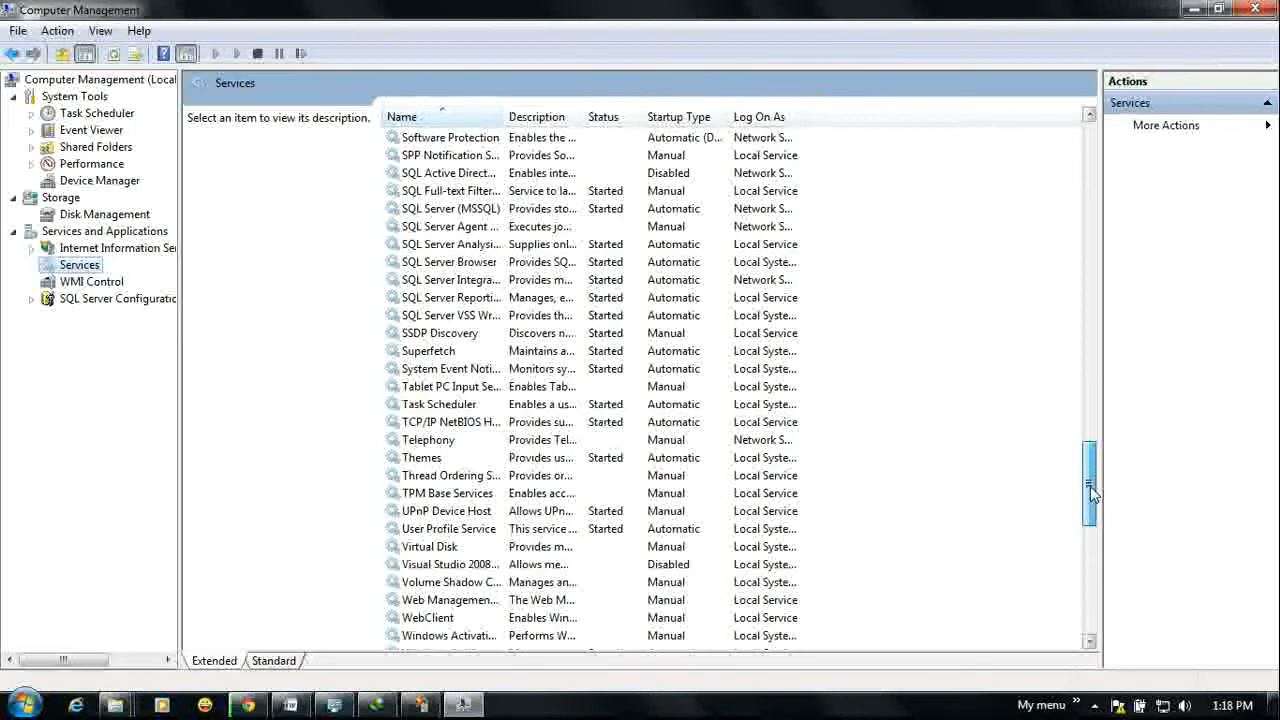 Computer Management
File Action View Help
Computer Management (Local
System Tools
Task Scheduler
Event Viewer
Shared Folders
Performance
Device Manager
Storage
Disk Management
Services and Applications
Internet Information Ser
Services
WMI Control
SQL Server Configuratio
Services
Select an item to view its description.
Name Description Status Startup Type Log On As
Software Protection Enables the ... Automatic (D... Network S...
SPP Notification S... Provides So... Manual Local Service
SQL Active Direct... Enables inte... Disabled Network S...
SQL Full-text Filter... Service to la... Started Manual Local Service
SQL Server (MSSQL) Provides sto... Started Automatic Network S...
SQL Server Agent ... Executes jo... Manual Local Service
SQL Server Analysi... Supplies onl... Started Automatic Local Service
SQL Server Browser Provides SQ... Started Automatic Local Syste...
SQL Server Integra... Provides m... Started Automatic Network S...
SQL Server Reporti... Manages, e... Started Automatic Local Service
SQL Server VSS Wr... Provides th... Started Automatic Local Syste...
SSDP Discovery Discovers n... Started Manual Local Service
Superfetch Maintains a... Started Automatic Local Syste...
System Event Noti... Monitors sy... Started Automatic Local Syste...
Tablet PC Input Se... Enables Tab... Manual Local Syste...
Task Scheduler Enables a us... Started Automatic Local Syste...
TCP/IP NetBIOS H... Provides su... Started Automatic Local Service
Telephony Provides Tel... Manual Network S...
Themes Provides us... Started Automatic Local Syste...
Thread Ordering S... Provides or... Manual Local Service
TPM Base Services Enables acc... Manual Local Service
UPnP Device Host Allows UPn... Started Manual Local Service
User Profile Service This service ... Started Automatic Local Syste...
Virtual Disk Provides m... Manual Local Syste...
Visual Studio 2008... Allows me... Disabled Local Syste...
Volume Shadow C... Manages an... Manual Local Syste...
Web Managemen... The Web M... Manual Local Service
WebClient Enables Win... Manual Local Service
Windows Activati... Performs W... Manual Local Syste...
Extended Standard
Actions
Services
More Actions
My menu » 1:18 PM